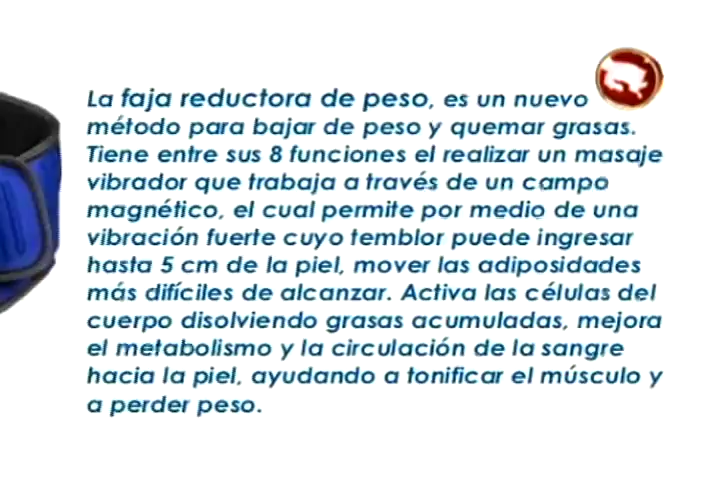 La faja reductora de peso, es un nuevo
método para bajar de peso y quemar grasas.
Tiene entre sus 8 funciones el realizar un masaje
vibrador que trabaja a través de un campo
magnético, el cual permite por medio de una
vibración fuerte cuyo temblor puede ingresar
hasta 5 cm de la piel, mover las adiposidades
más difíciles de alcanzar. Activa las células del
cuerpo disolviendo grasas acumuladas, mejora
el metabolismo y la circulación de la sangre
hacia la piel, ayudando a tonificar el músculo y
a perder peso.